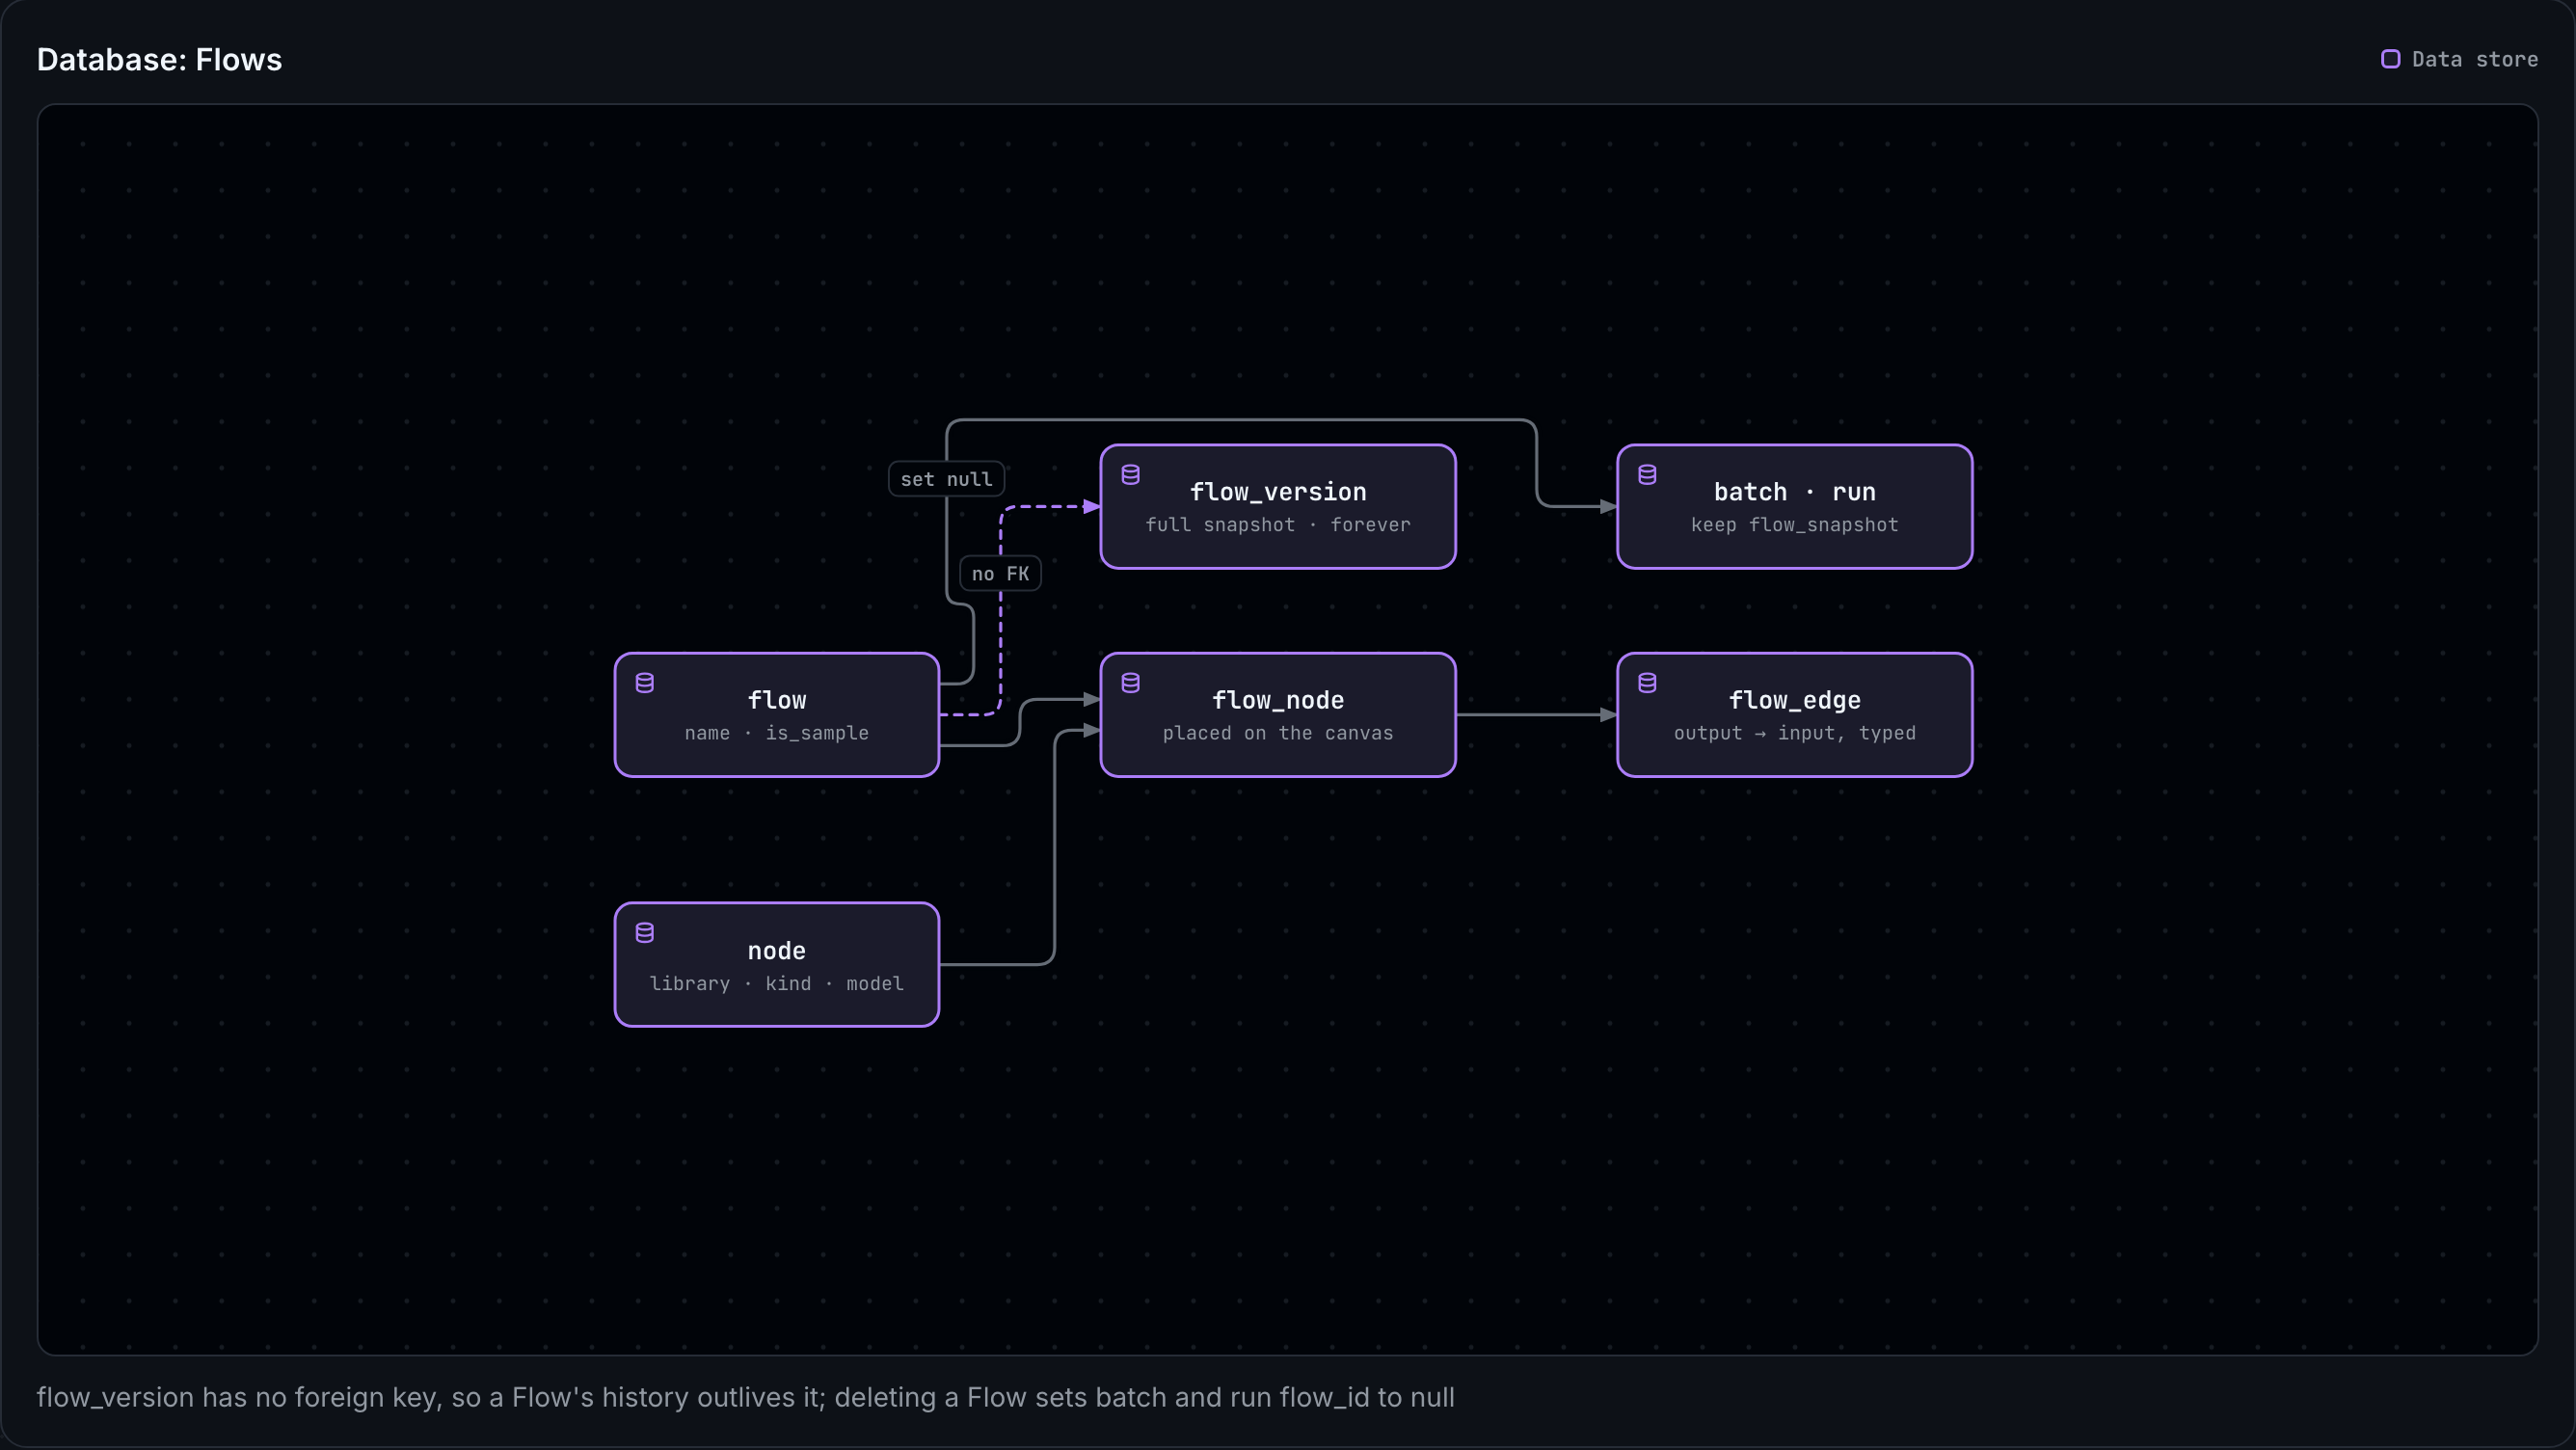 Database: Flows
Data store
set null
no FK
flow_version
full snapshot · forever
batch · run
keep flow_snapshot
flow
name · is_sample
flow_node
placed on the canvas
flow_edge
output → input, typed
node
library · kind · model
flow_version has no foreign key, so a Flow's history outlives it; deleting a Flow sets batch and run flow_id to null